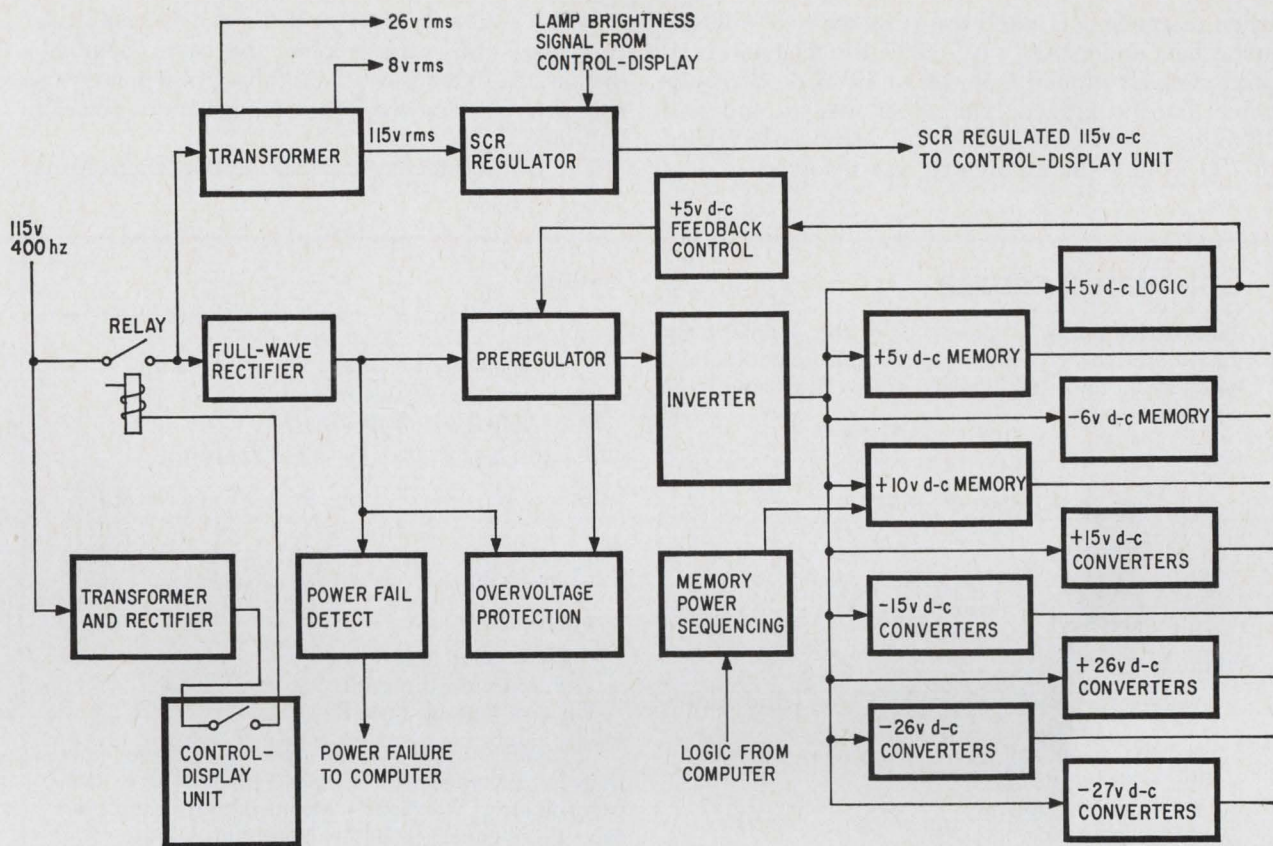 26v rms
8v rms
LAMP BRIGHTNESS
SIGNAL FROM
CONTROL-DISPLAY
TRANSFORMER
115v rms
SCR
REGULATOR
SCR REGULATED 115v a-c
TO CONTROL-DISPLAY UNIT
115v
400 hz
+5v d-c
FEEDBACK
CONTROL
+5v d-c LOGIC
RELAY
FULL-WAVE
RECTIFIER
PREREGULATOR
INVERTER
+5v d-c MEMORY
-6v d-c MEMORY
+10v d-c MEMORY
+15v d-c
CONVERTERS
TRANSFORMER
AND RECTIFIER
POWER FAIL
DETECT
OVERVOLTAGE
PROTECTION
MEMORY
POWER
SEQUENCING
-15v d-c
CONVERTERS
+ 26v d-c
CONVERTERS
CONTROL-
DISPLAY
UNIT
POWER FAILURE
TO COMPUTER
LOGIC FROM
COMPUTER
-26v d-c
CONVERTERS
-27v d-c
CONVERTERS